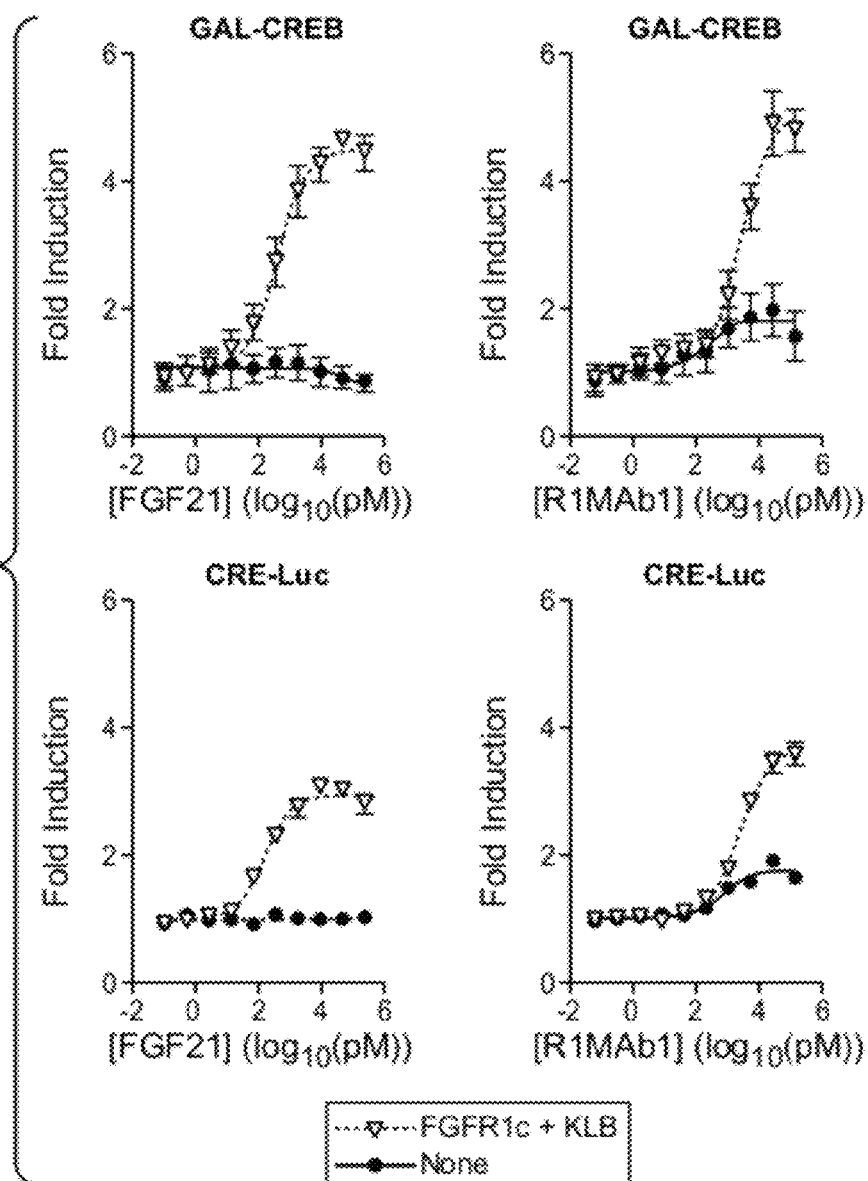 GAL-CREB
6
4
2
0
Fold Induction
-2 0 2 4 6
[FGF21] (log10(pM))
GAL-CREB
6
4
2
0
Fold Induction
-2 0 2 4 6
[R1MAb1] (log10(pM))
CRE-Luc
6
4
2
0
Fold Induction
-2 0 2 4 6
[FGF21] (log10(pM))
CRE-Luc
6
4
2
0
Fold Induction
-2 0 2 4 6
[R1MAb1] (log10(pM))
FGFR1c + KLB
None